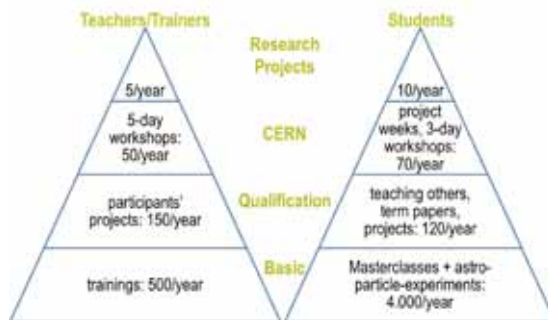 Teachers/Trainers
Students
Research
Projects
5/year
10/year
5-day
workshops:
50/year
CERN
project
weeks, 3-day
workshops:
70/year
participants'
projects: 150/year
Qualification
teaching others,
term papers,
projects: 120/year
trainings: 500/year
Basic
Masterclasses + astro-
particle-experiments:
4.000/year